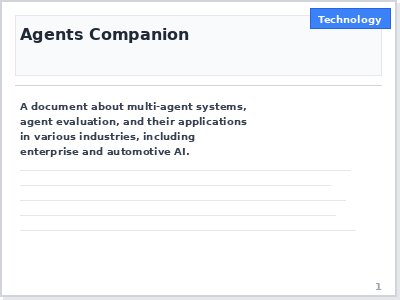 Technology
Agents Companion
A document about multi-agent systems,
agent evaluation, and their applications
in various industries, including
enterprise and automotive AI.
1